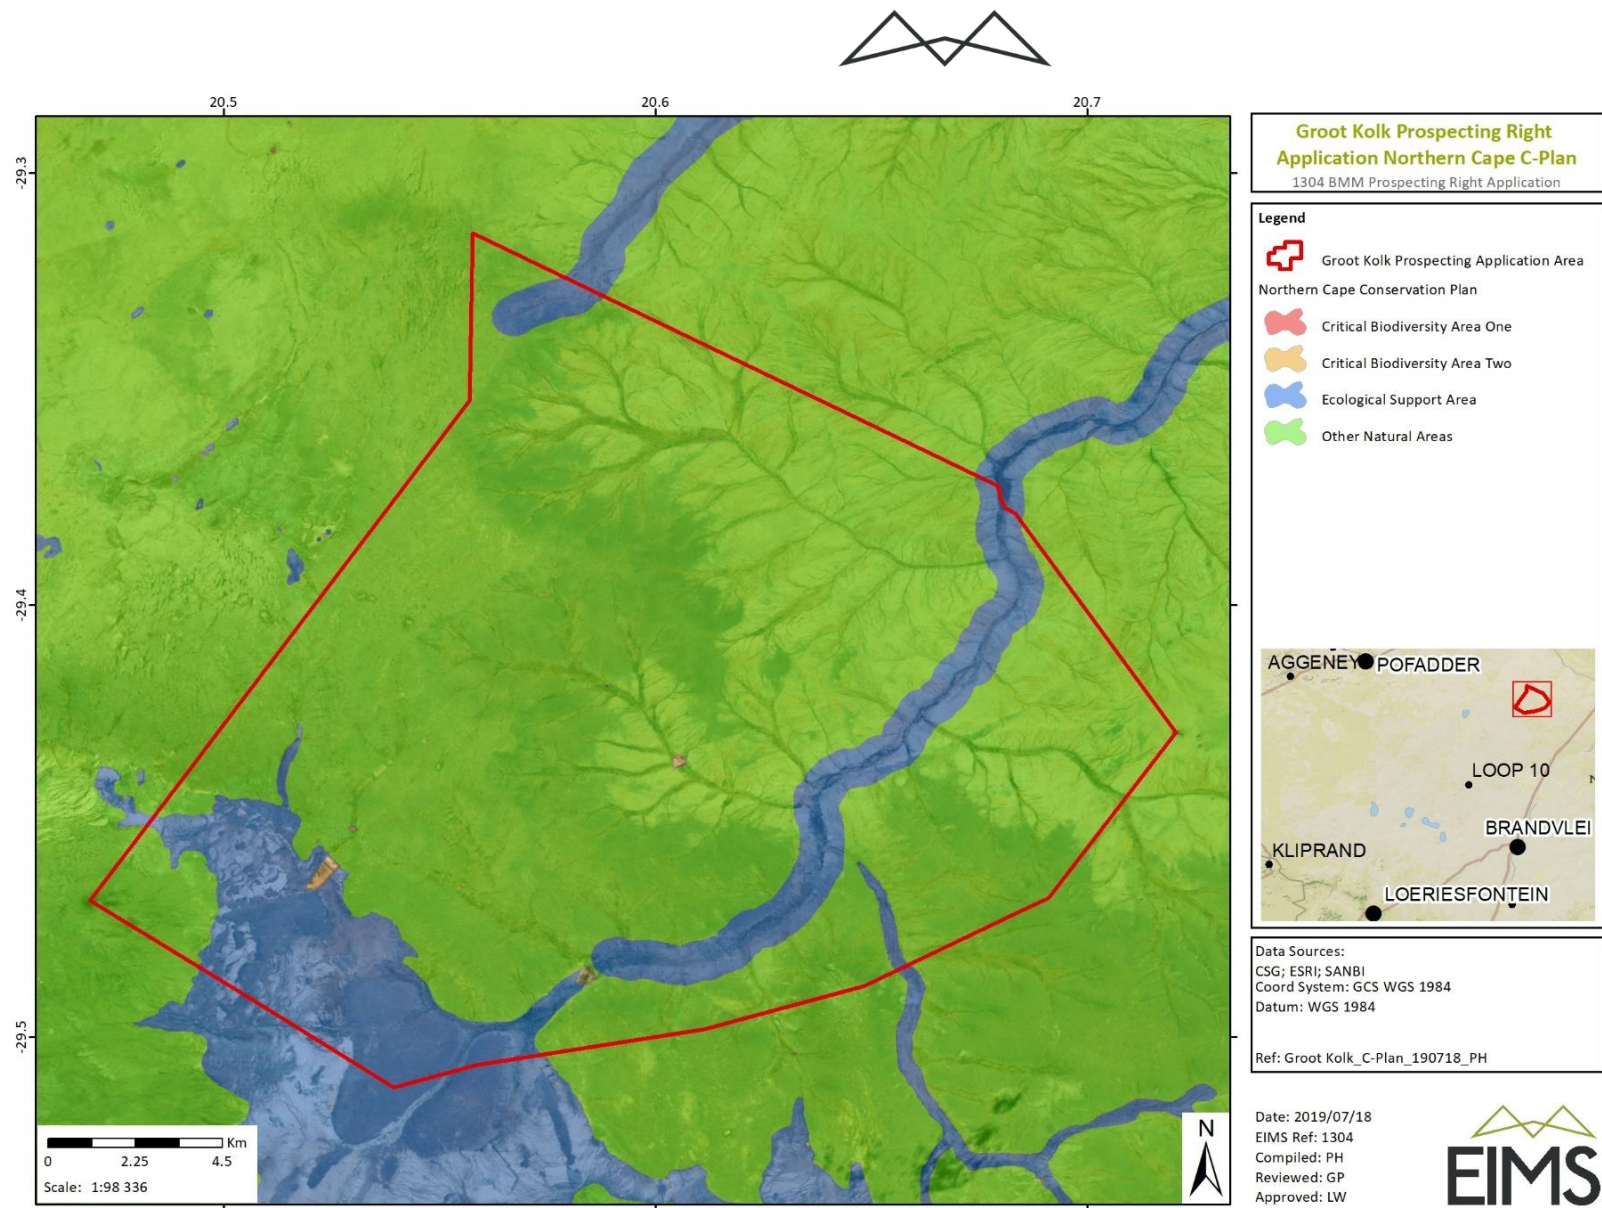 20.5
20.6
20.7
-29.3
-29.4
-29.5
Km
0
2.25
4.5
Scale: 1:98 336
N
Groot Kolk Prospecting Right
Application Northern Cape C-Plan
1304 BMM Prospecting Right Application
Legend
Groot Kolk Prospecting Application Area
Northern Cape Conservation Plan
Critical Biodiversity Area One
Critical Biodiversity Area Two
Ecological Support Area
Other Natural Areas
AGGENEY
POFADDER
LOOP 10
BRANDVLEI
KLIPRAND
LOERIESFONTEIN
Data Sources:
CSG; ESRI; SANBI
Coord System: GCS WGS 1984
Datum: WGS 1984
Ref: Groot Kolk_C-Plan_190718_PH
Date: 2019/07/18
EIMS Ref: 1304
Compiled: PH
Reviewed: GP
Approved: LW
EIMS